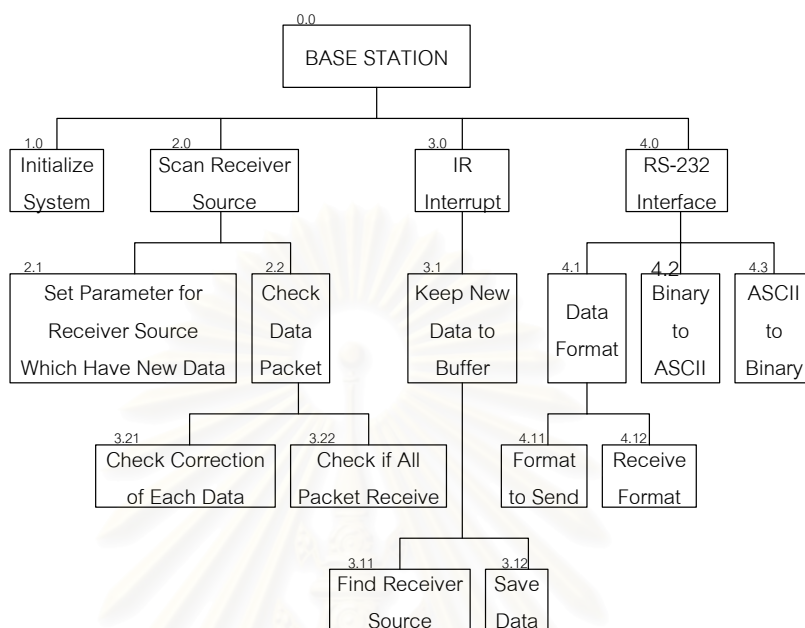 0.0
BASE STATION
1.0
Initialize
System
2.0
Scan Receiver
Source
3.0
IR
Interrupt
4.0
RS-232
Interface
2.1
Set Parameter for
Receiver Source
Which Have New Data
2.2
Check
Data
Packet
3.1
Keep New
Data to
Buffer
4.1
Data
Format
4.2
Binary
to
ASCII
4.3
ASCII
to
Binary
3.21
Check Correction
of Each Data
3.22
Check if All
Packet Receive
4.11
Format
to Send
4.12
Receive
Format
3.11
Find Receiver
Source
3.12
Save
Data